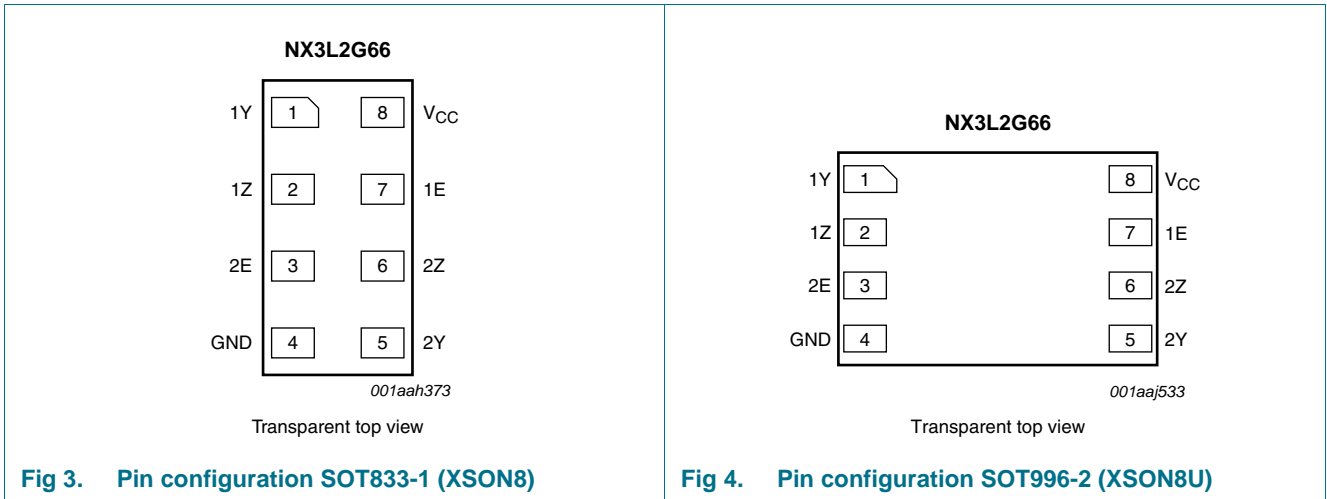 NX3L2G66
1Y 1 8 VCC
1Z 2 7 1E
2E 3 6 2Z
GND 4 5 2Y
001aah373
Transparent top view
Fig 3. Pin configuration SOT833-1 (XSON8)
NX3L2G66
1Y 1 8 VCC
1Z 2 7 1E
2E 3 6 2Z
GND 4 5 2Y
001aaj533
Transparent top view
Fig 4. Pin configuration SOT996-2 (XSON8U)